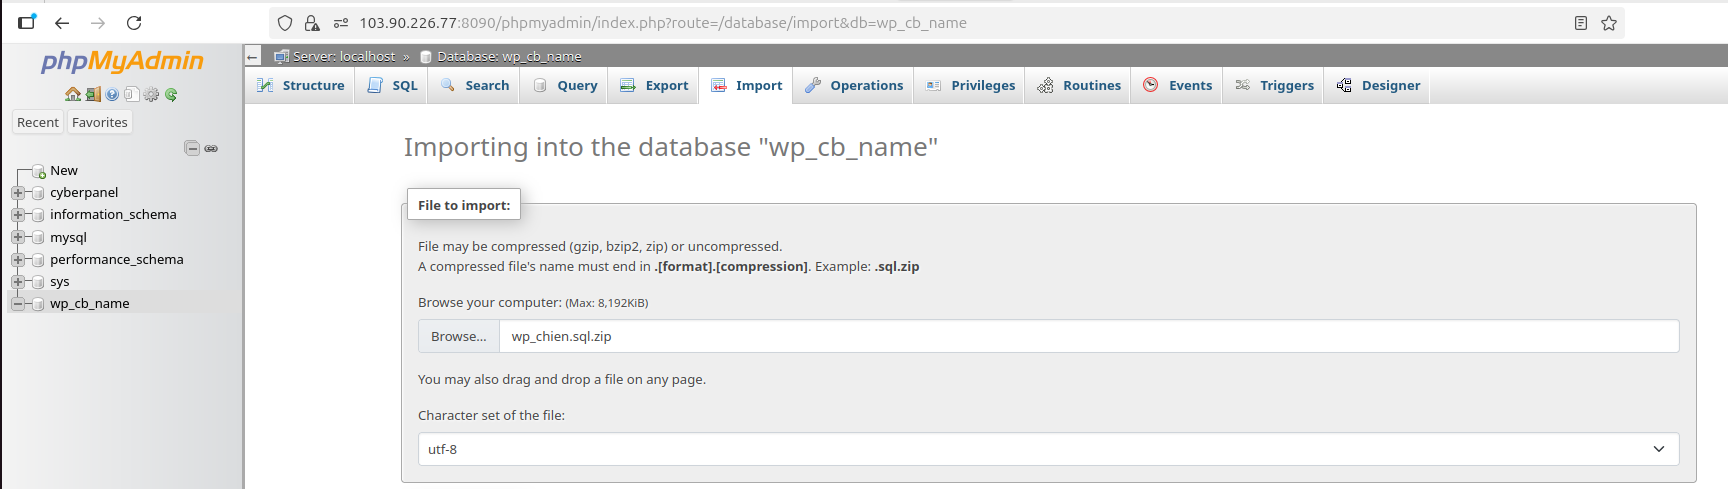 103.90.226.77:8090/phpmyadmin/index.php?route=/database/import&db=wp_cb_name
phpMyAdmin
Server: localhost » Database: wp_cb_name
Structure SQL Search Query Export Import Operations Privileges Routines Events Triggers Designer
Recent Favorites
New
cyberpanel
information_schema
mysql
performance_schema
sys
wp_cb_name
Importing into the database "wp_cb_name"
File to import:
File may be compressed (gzip, bzip2, zip) or uncompressed.
A compressed file's name must end in .[format].[compression]. Example: .sql.zip
Browse your computer: (Max: 8,192KiB)
Browse... wp_chien.sql.zip
You may also drag and drop a file on any page.
Character set of the file:
utf-8